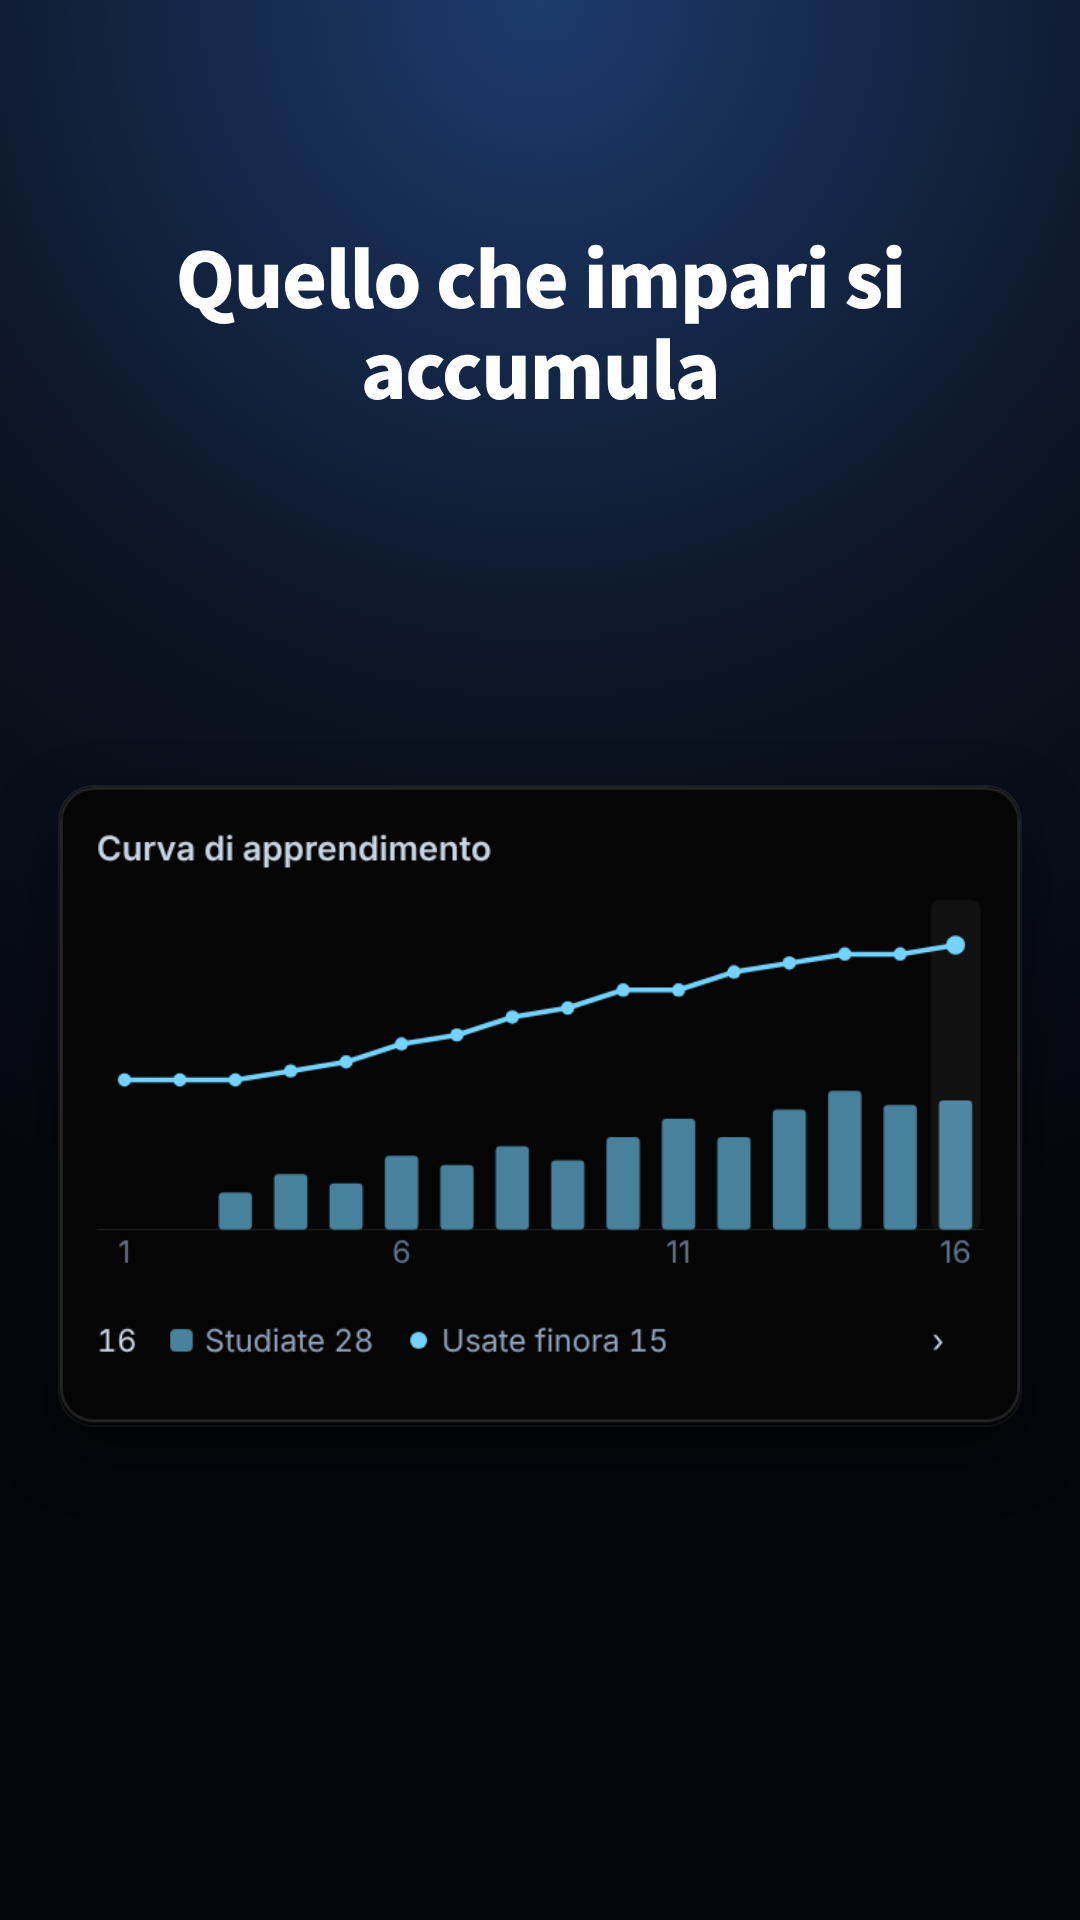 Quello che impari si
accumula
Curva di apprendimento
1 6 11 16
16 Studiate 28 Usate finora 15 ›